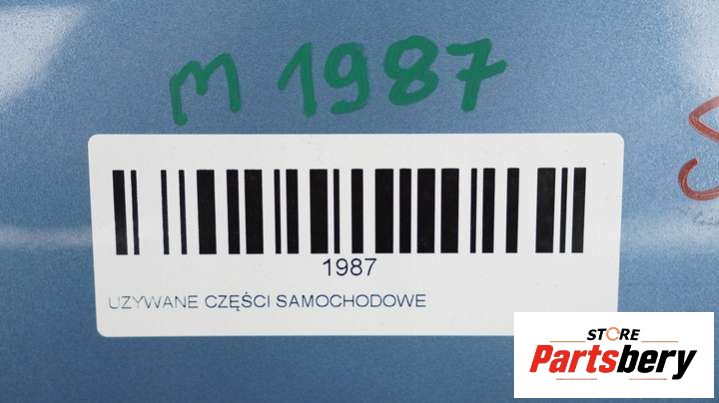 M 1987
1987
UZYWANE CZĘŚCI SAMOCHODOWE
STORE
Partsbery